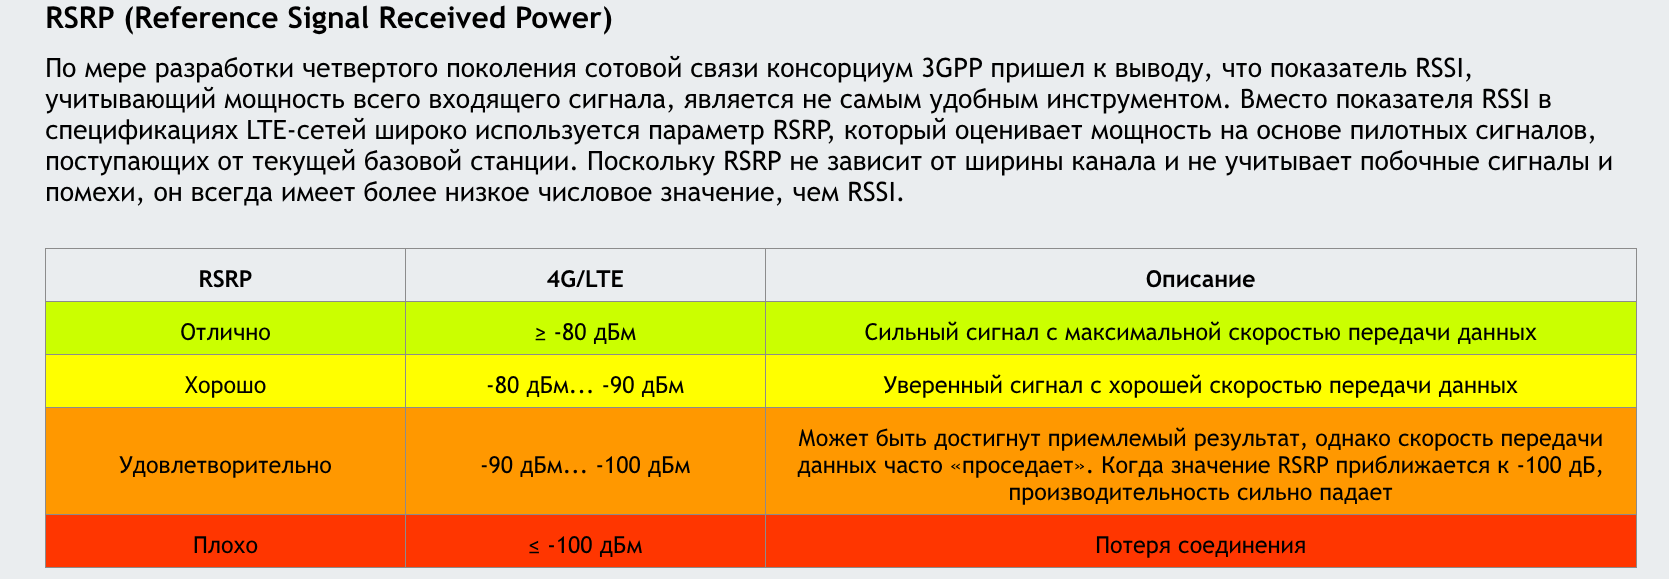 RSRP (Reference Signal Received Power)
По мере разработки четвертого поколения сотовой связи консорциум 3GPP пришел к выводу, что показатель RSSI,
учитывающий мощность всего входящего сигнала, является не самым удобным инструментом. Вместо показателя RSSI в
спецификациях LTE-сетей широко используется параметр RSRP, который оценивает мощность на основе пилотных сигналов,
поступающих от текущей базовой станции. Поскольку RSRP не зависит от ширины канала и не учитывает побочные сигналы и
помехи, он всегда имеет более низкое числовое значение, чем RSSI.
RSRP 4G/LTE Описание
Отлично ≥ -80 дБм Сильный сигнал с максимальной скоростью передачи данных
Хорошо -80 дБм... -90 дБм Уверенный сигнал с хорошей скоростью передачи данных
Удовлетворительно -90 дБм... -100 дБм Может быть достигнут приемлемый результат, однако скорость передачи
данных часто «проседает». Когда значение RSRP приближается к -100 дБ,
производительность сильно падает
Плохо ≤ -100 дБм Потеря соединения